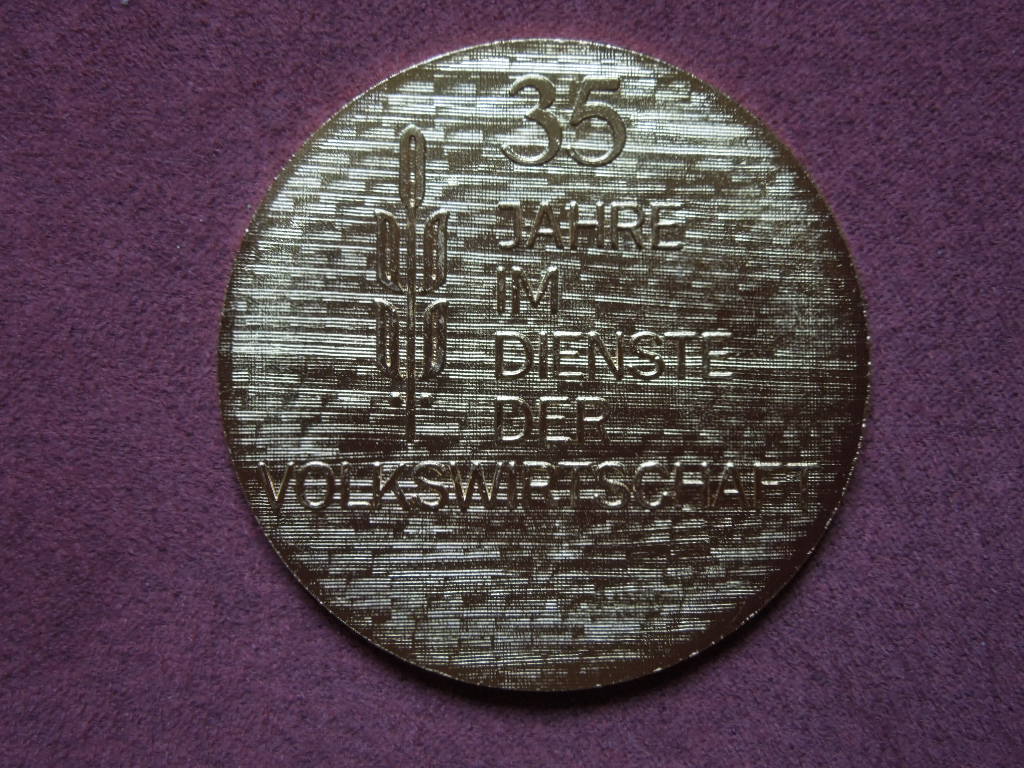 35
JAHRE
IM
DIENSTE
DER
VOLKSWIRTSCHAFT